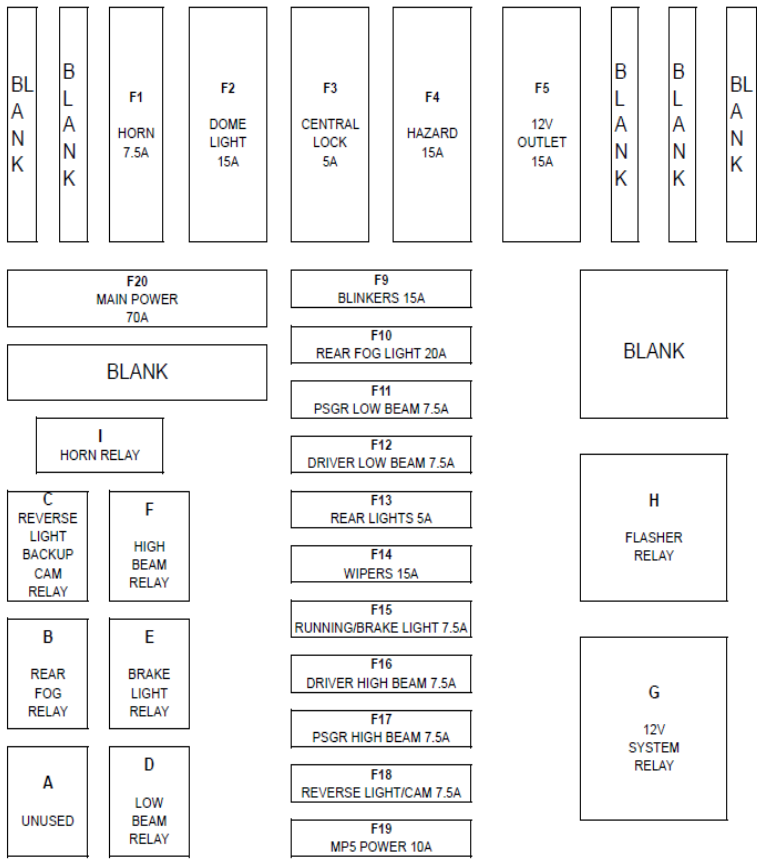 BL
A
N
K
B
L
A
N
K
F1
HORN
7.5A
F2
DOME
LIGHT
15A
F3
CENTRAL
LOCK
5A
F4
HAZARD
15A
F5
12V
OUTLET
15A
B
L
A
N
K
B
L
A
N
K
BL
A
N
K
F20
MAIN POWER
70A
BLANK
I
HORN RELAY
C
REVERSE
LIGHT
BACKUP
CAM
RELAY
F
HIGH
BEAM
RELAY
B
REAR
FOG
RELAY
E
BRAKE
LIGHT
RELAY
A
UNUSED
D
LOW
BEAM
RELAY
F9
BLINKERS 15A
F10
REAR FOG LIGHT 20A
F11
PSGR LOW BEAM 7.5A
F12
DRIVER LOW BEAM 7.5A
F13
REAR LIGHTS 5A
F14
WIPERS 15A
F15
RUNNING/BRAKE LIGHT 7.5A
F16
DRIVER HIGH BEAM 7.5A
F17
PSGR HIGH BEAM 7.5A
F18
REVERSE LIGHT/CAM 7.5A
F19
MP5 POWER 10A
BLANK
H
FLASHER
RELAY
G
12V
SYSTEM
RELAY